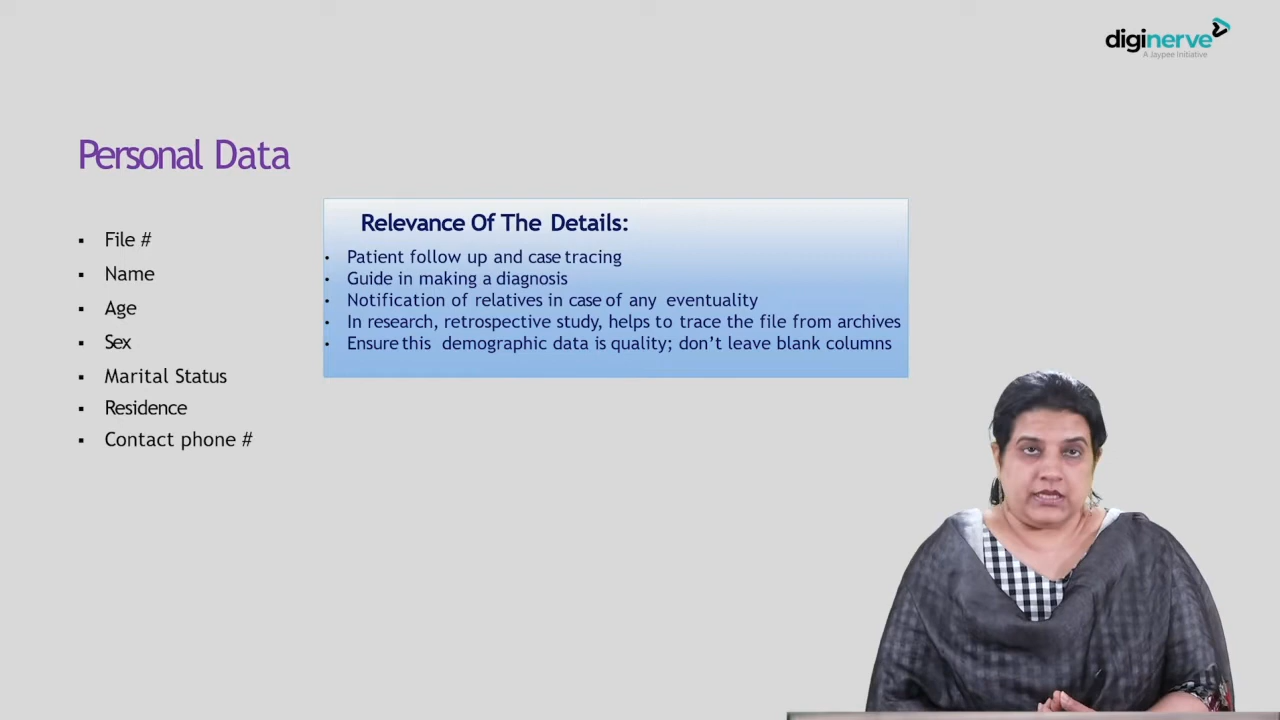 diginerve
A Jaypee Initiative
Personal Data
File #
Name
Age
Sex
Marital Status
Residence
Contact phone #
Relevance Of The Details:
Patient follow up and case tracing
Guide in making a diagnosis
Notification of relatives in case of any eventuality
In research, retrospective study, helps to trace the file from archives
Ensure this demographic data is quality; don't leave blank columns